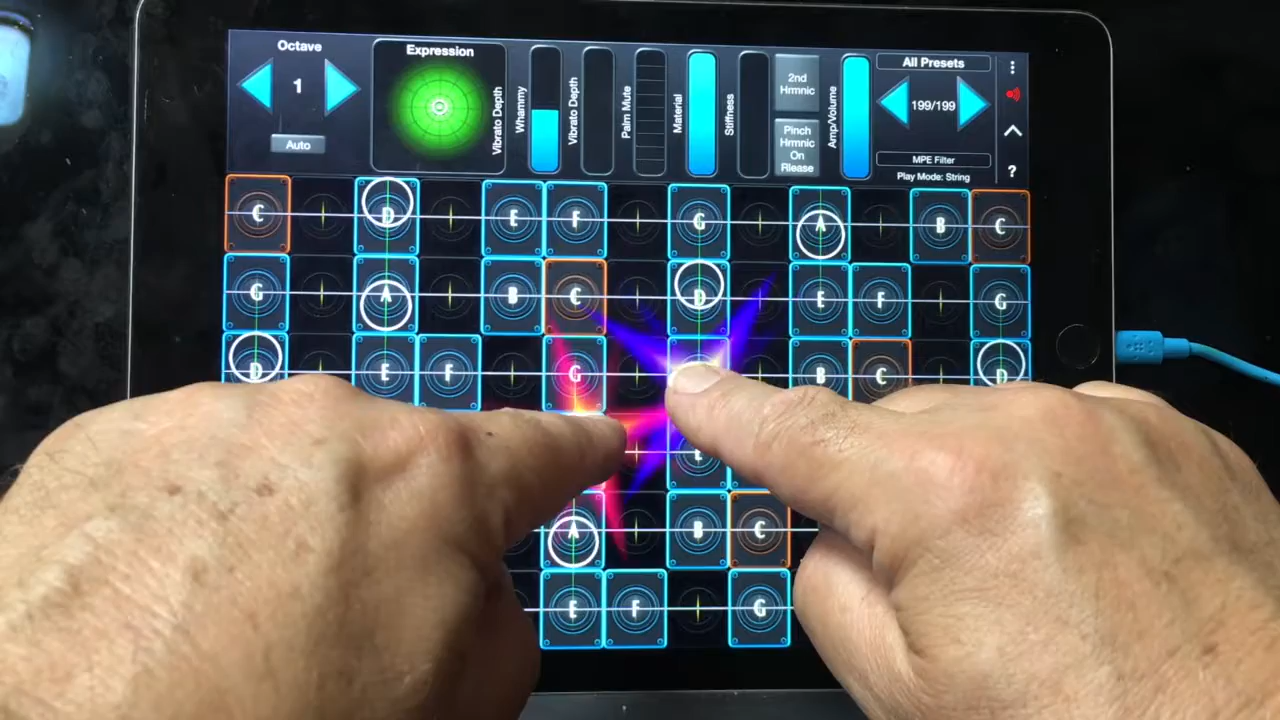 Octave
1
Auto
Expression
Vibrato Depth
Whammy
Vibrato Depth
Palm Mute
Material
Stiffness
2nd
Hrmnic
Pinch
Hrmnic
On
Rlease
Amp/Volume
All Presets
199/199
MPE Filter
Play Mode: String
?
C D E F G A B C
G A B C D E F G
D E F G B C D
E
A B C
E F G